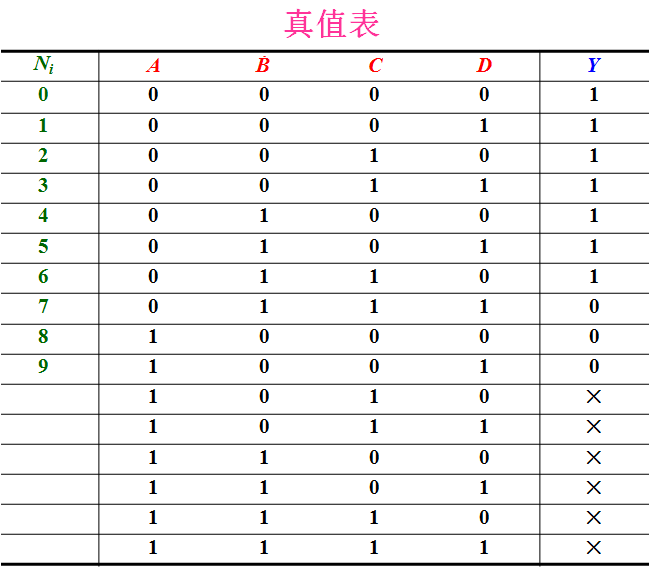 真值表
Ni A B C D Y
0 0 0 0 0 1
1 0 0 0 1 1
2 0 0 1 0 1
3 0 0 1 1 1
4 0 1 0 0 1
5 0 1 0 1 1
6 0 1 1 0 1
7 0 1 1 1 0
8 1 0 0 0 0
9 1 0 0 1 0
1 0 1 0 ×
1 0 1 1 ×
1 1 0 0 ×
1 1 0 1 ×
1 1 1 0 ×
1 1 1 1 ×